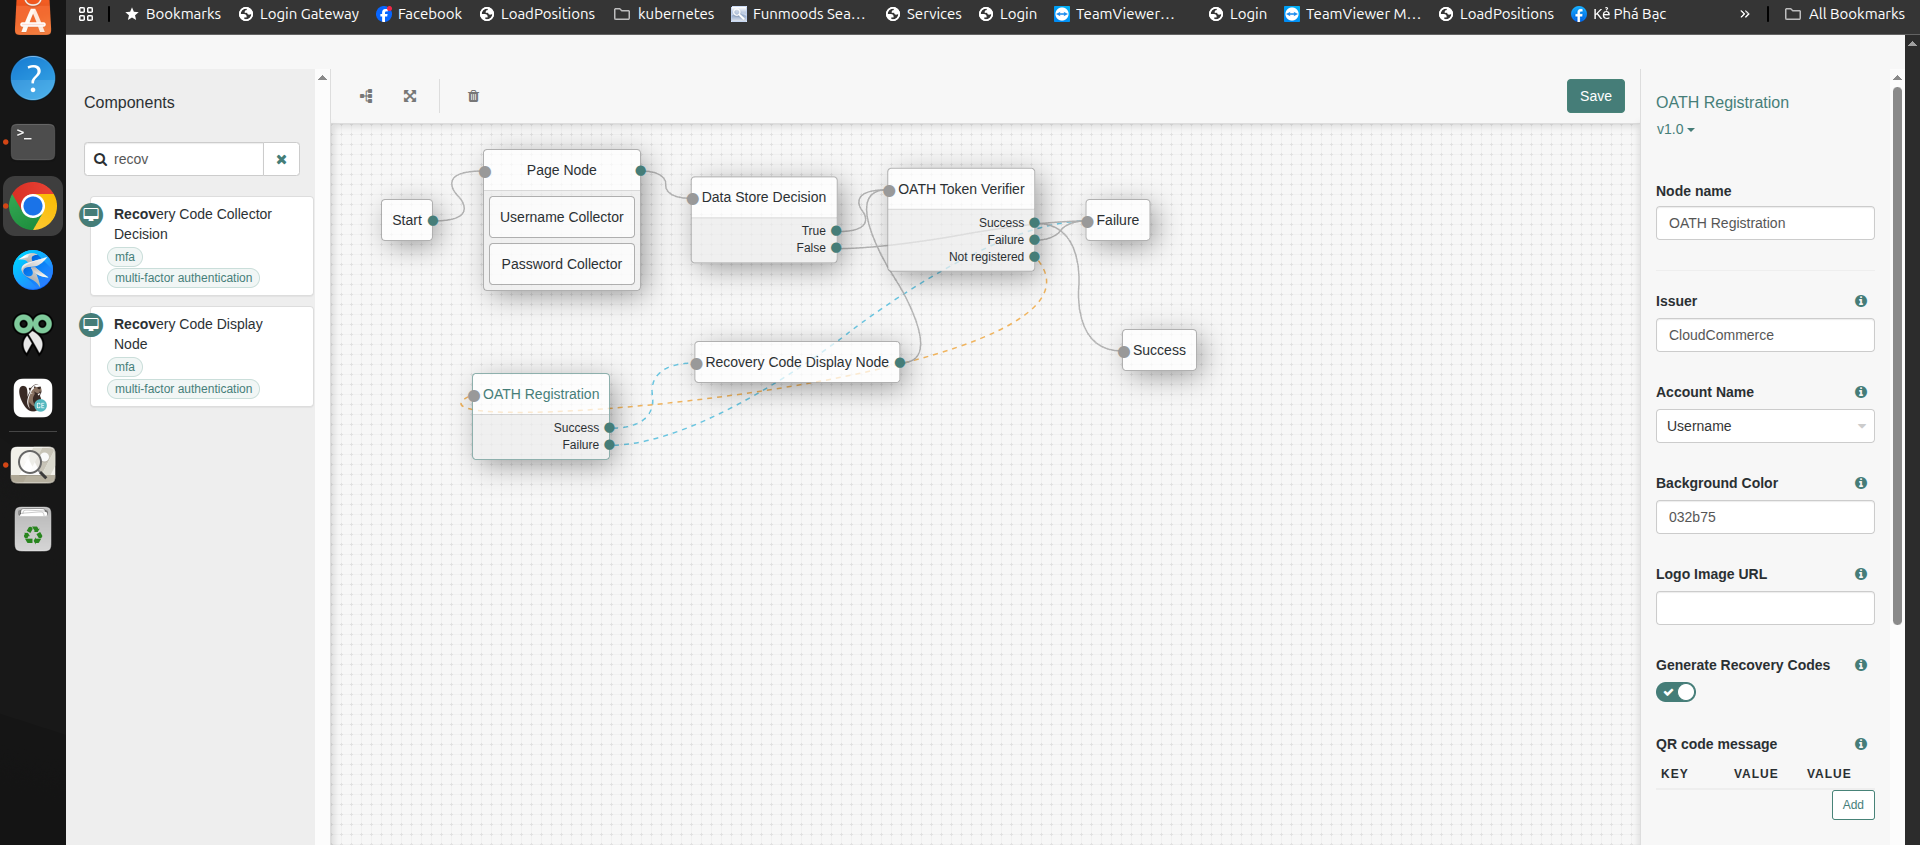 Bookmarks
Login Gateway
Facebook
LoadPositions
kubernetes
Funmoods Sea...
Services
Login
TeamViewer...
Login
TeamViewer M...
LoadPositions
Kẻ Phá Bạc
»
All Bookmarks
Components
recov
Recovery Code Collector
Decision
mfa
multi-factor authentication
Recovery Code Display
Node
mfa
multi-factor authentication
Save
Start
Page Node
Username Collector
Password Collector
Data Store Decision
True
False
OATH Token Verifier
Success
Failure
Not registered
Failure
Success
Recovery Code Display Node
OATH Registration
Success
Failure
OATH Registration
v1.0
Node name
OATH Registration
Issuer
CloudCommerce
Account Name
Username
Background Color
032b75
Logo Image URL
Generate Recovery Codes
QR code message
KEY VALUE VALUE
Add